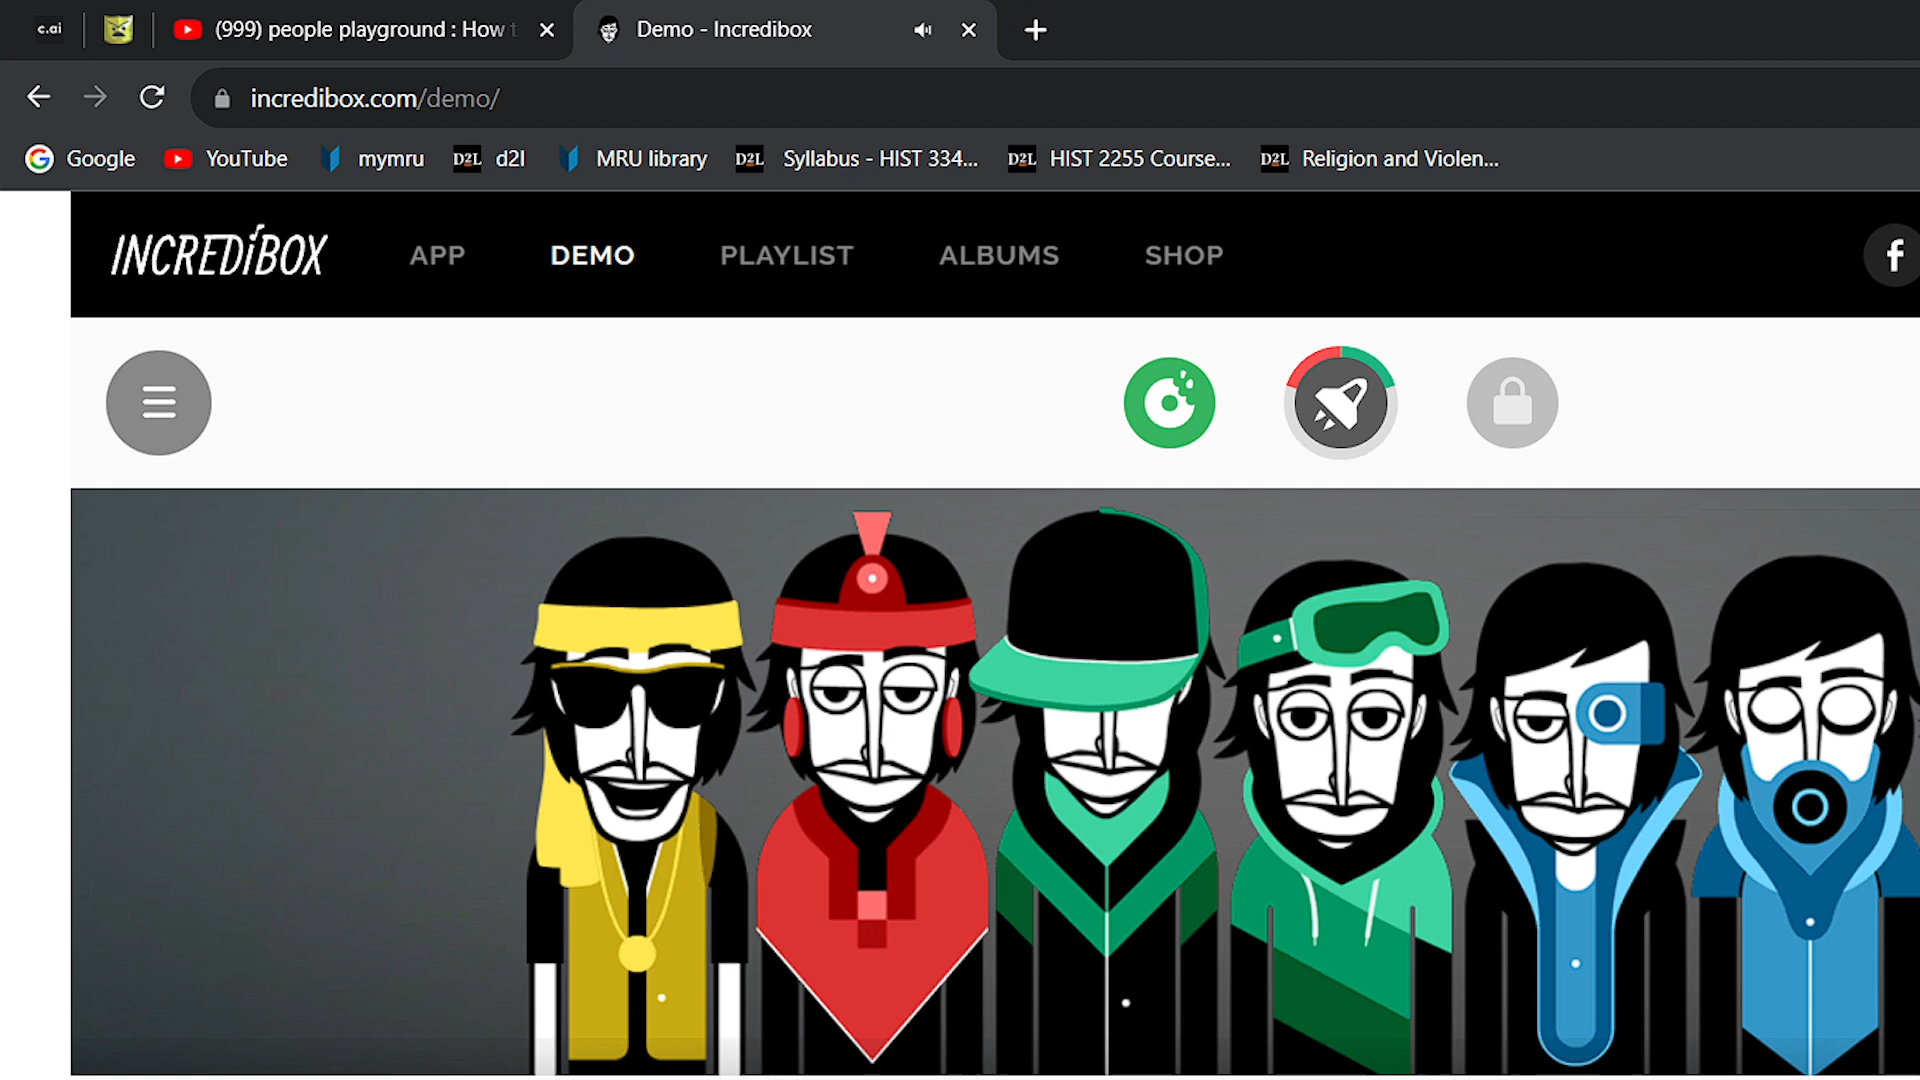 c.ai (999) people playground : How t Demo - Incredibox
incredibox.com/demo/
Google YouTube mymru D2L d2l MRU library D2L Syllabus - HIST 334... D2L HIST 2255 Course... D2L Religion and Violen...
INCREDIBOX APP DEMO PLAYLIST ALBUMS SHOP f